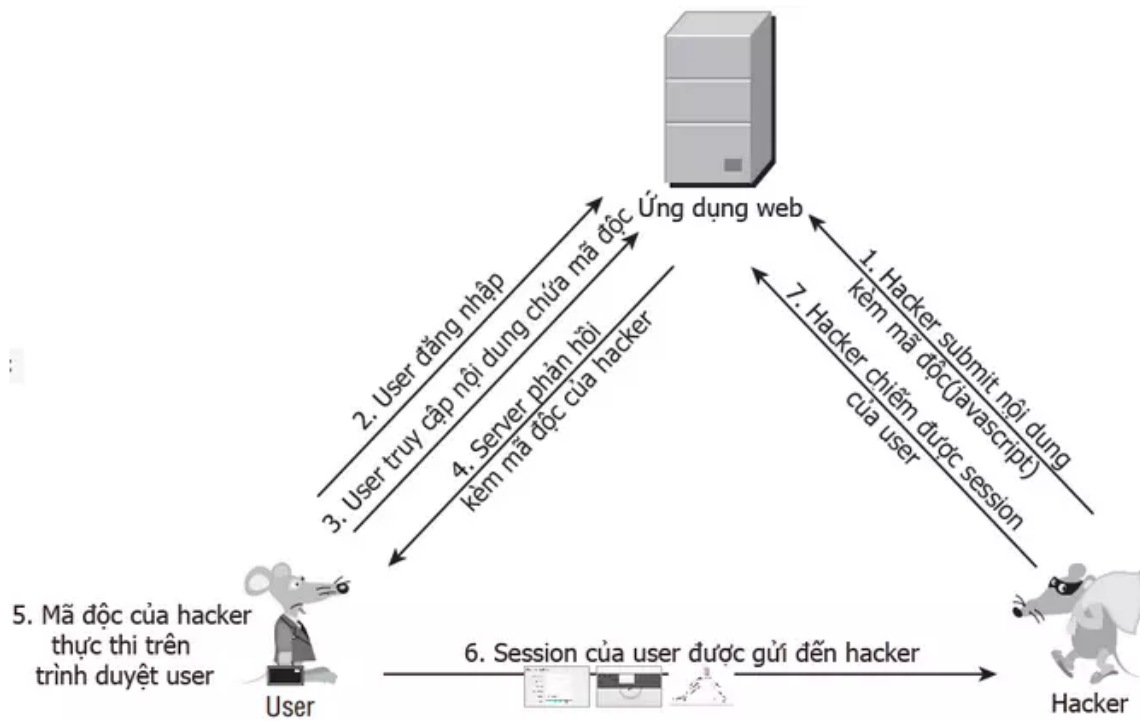 Ứng dụng web
1. Hacker submit nội dung
kèm mã độc(javascript)
2. User đăng nhập
3. User truy cập nội dung chứa mã độc
4. Server phản hồi
kèm mã độc của hacker
5. Mã độc của hacker
thực thi trên
trình duyệt user
6. Session của user được gửi đến hacker
7. Hacker chiếm được session
của user
User
Hacker